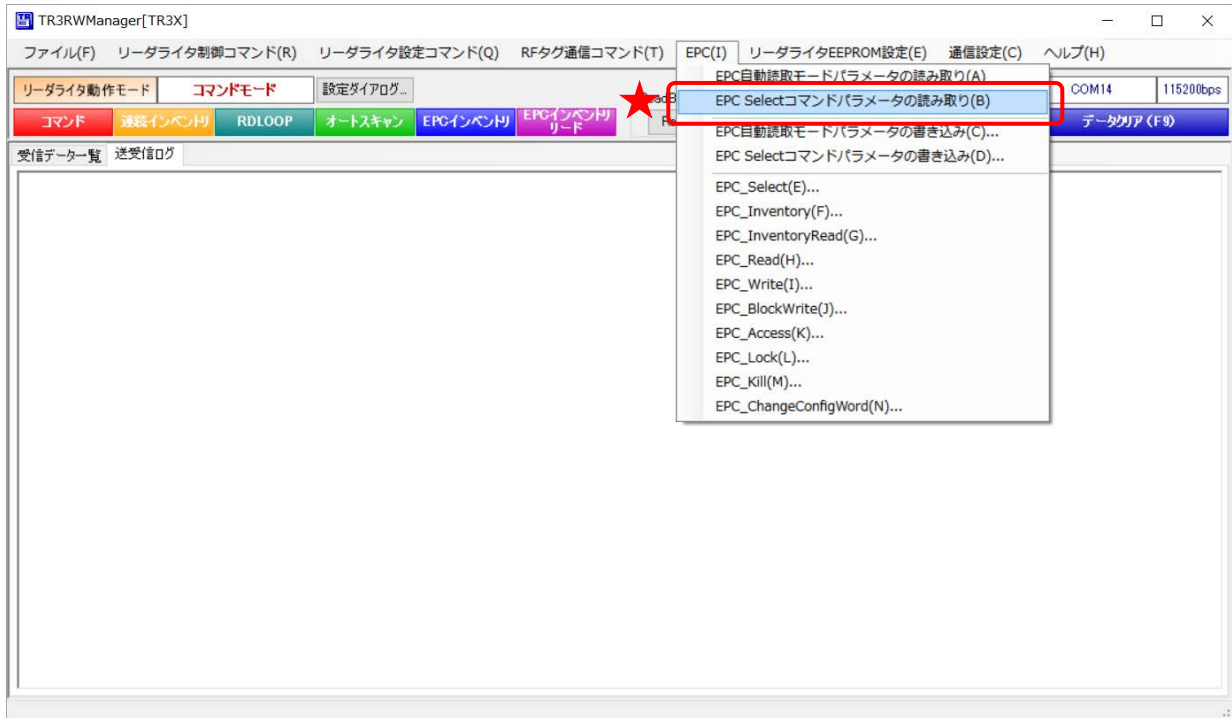 TR3RWManager[TR3X]
ファイル(F) リーダライタ制御コマンド(R) リーダライタ設定コマンド(Q) RFタグ通信コマンド(T) EPC(I) リーダライタEEPROM設定(E) 通信設定(C) ヘルプ(H)
EPC自動読取モードパラメータの読み取り(A)
リーダライタ動作モード コマンドモード 設定ダイアログ... COM14 115200bps
EPC Selectコマンドパラメータの読み取り(B)
コマンド 連続インベントリ RDLOOP オートスキャン EPCインベントリ EPCインベントリ
リード
データクリア(F9)
EPC自動読取モードパラメータの書き込み(C)...
受信データ一覧 送受信ログ
EPC Selectコマンドパラメータの書き込み(D)...
EPC_Select(E)...
EPC_Inventory(F)...
EPC_InventoryRead(G)...
EPC_Read(H)...
EPC_Write(I)...
EPC_BlockWrite(J)...
EPC_Access(K)...
EPC_Lock(L)...
EPC_Kill(M)...
EPC_ChangeConfigWord(N)...